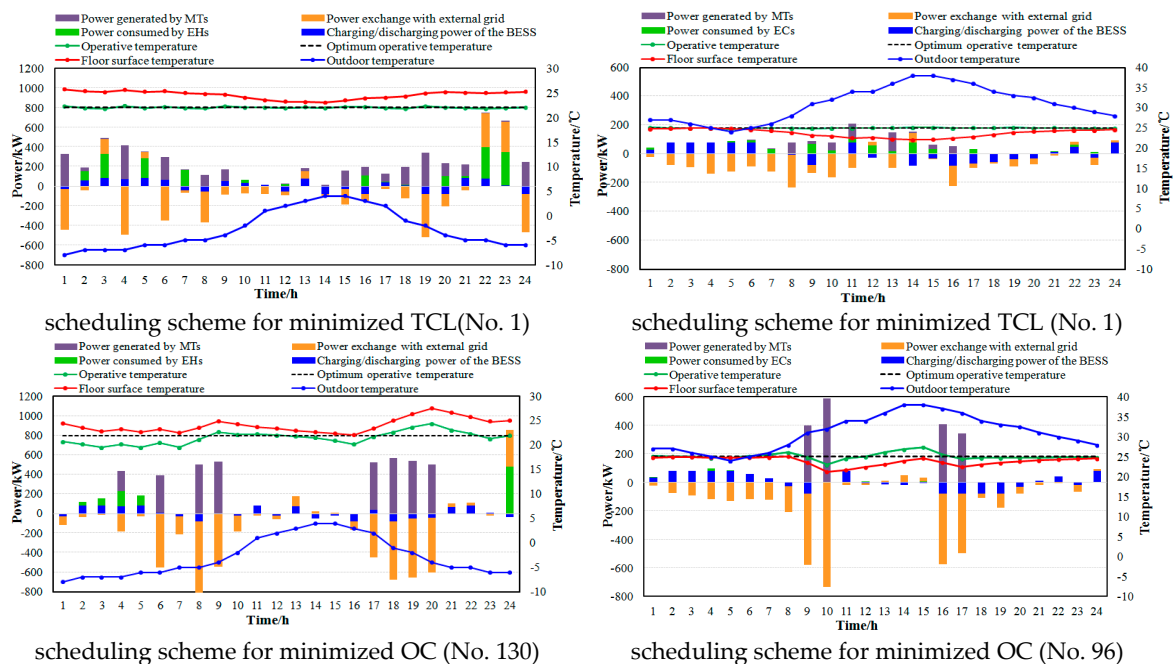 Power generated by MTs
Power exchange with external grid
Power consumed by EHs
Charging/discharging power of the BESS
Operative temperature
Optimum operative temperature
Floor surface temperature
Outdoor temperature
1200
1000
800
600
400
200
0
-200
-400
-600
-800
Power/kW
30
25
20
15
10
5
0
-5
-10
Temperature/℃
1 2 3 4 5 6 7 8 9 10 11 12 13 14 15 16 17 18 19 20 21 22 23 24
Time/h
scheduling scheme for minimized TCL(No. 1)
Power generated by MTs
Power exchange with external grid
Power consumed by ECs
Charging/discharging power of the BESS
Operative temperature
Optimum operative temperature
Floor surface temperature
Outdoor temperature
600
400
200
0
-200
-400
-600
-800
Power/kW
40
35
30
25
20
15
10
5
0
-5
-10
Temperature/℃
1 2 3 4 5 6 7 8 9 10 11 12 13 14 15 16 17 18 19 20 21 22 23 24
Time/h
scheduling scheme for minimized TCL (No. 1)
Power generated by MTs
Power exchange with external grid
Power consumed by EHs
Charging/discharging power of the BESS
Operative temperature
Optimum operative temperature
Floor surface temperature
Outdoor temperature
1200
1000
800
600
400
200
0
-200
-400
-600
-800
Power/kW
30
25
20
15
10
5
0
-5
-10
Temperature/℃
1 2 3 4 5 6 7 8 9 10 11 12 13 14 15 16 17 18 19 20 21 22 23 24
Time/h
scheduling scheme for minimized OC (No. 130)
Power generated by MTs
Power exchange with external grid
Power consumed by ECs
Charging/discharging power of the BESS
Operative temperature
Optimum operative temperature
Floor surface temperature
Outdoor temperature
600
400
200
0
-200
-400
-600
-800
Power/kW
40
35
30
25
20
15
10
5
0
-5
-10
Temperature/℃
1 2 3 4 5 6 7 8 9 10 11 12 13 14 15 16 17 18 19 20 21 22 23 24
Time/h
scheduling scheme for minimized OC (No. 96)